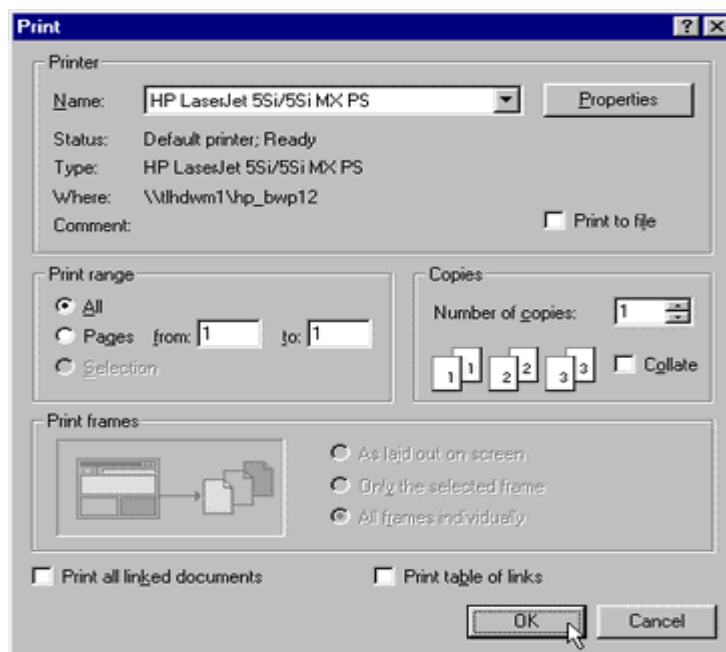 Print
Printer
Name: HP LaserJet 5Si/5Si MX PS Properties
Status: Default printer; Ready
Type: HP LaserJet 5Si/5Si MX PS
Where: \\tlhdwm1\hp_bwp12
Comment: Print to file
Print range
All
Pages from: 1 to: 1
Selection
Copies
Number of copies: 1
1 1 2 2 3 3 Collate
Print frames
As laid out on screen
Only the selected frame
All frames individually
Print all linked documents Print table of links
OK Cancel